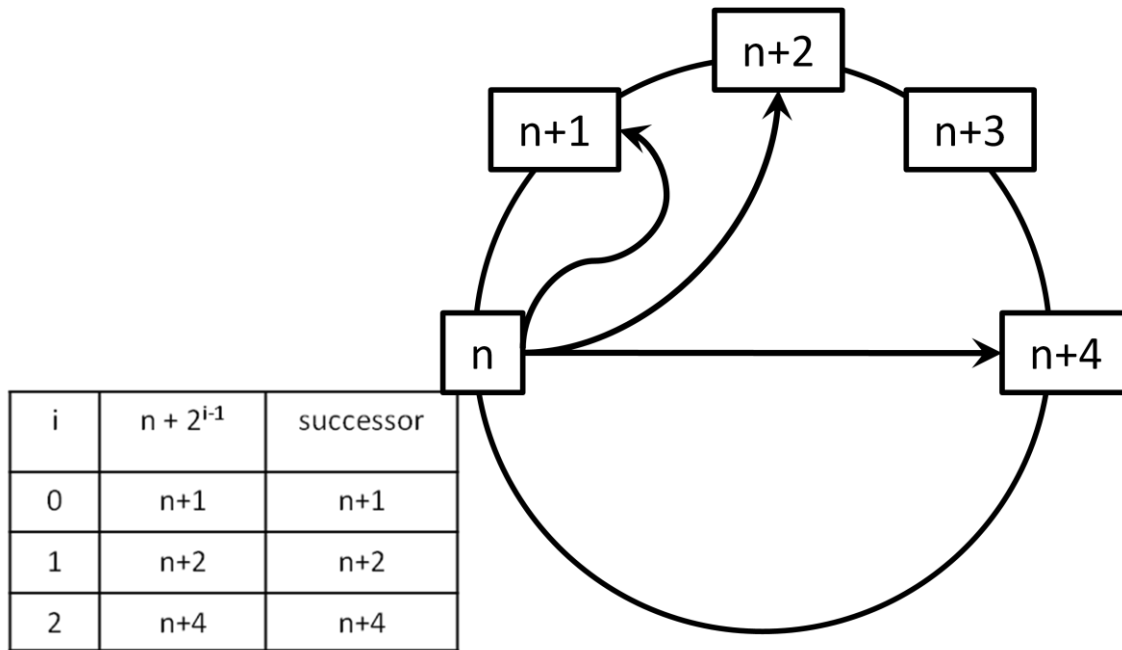 n+2
n+1
n+3
n
n+4
i n + 2^{i-1} successor
0 n+1 n+1
1 n+2 n+2
2 n+4 n+4